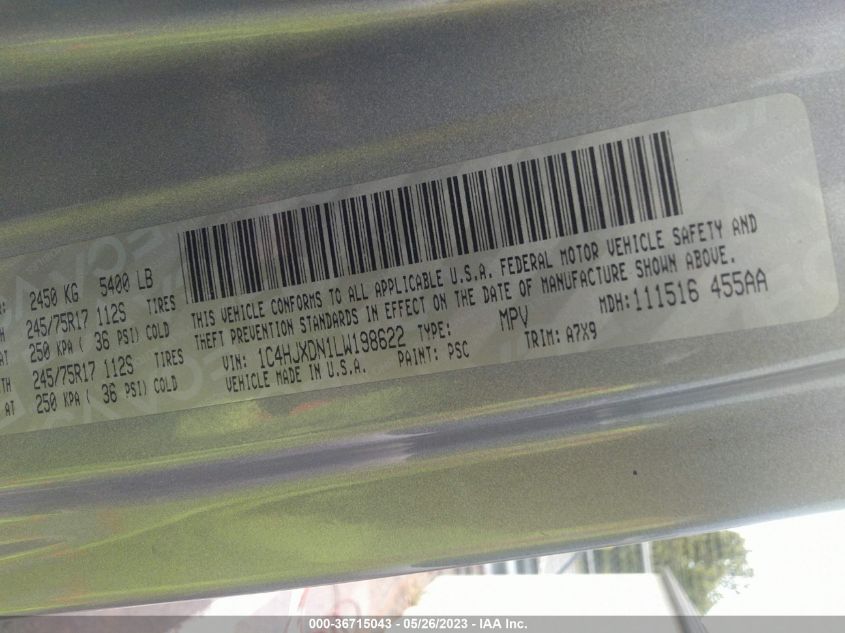 2450 KG 5400 LB
245/75R17 112S TIRES
250 KPA ( 36 PSI) COLD
TH 245/75R17 112S TIRES
AT 250 KPA ( 36 PSI) COLD
THIS VEHICLE CONFORMS TO ALL APPLICABLE U.S.A. FEDERAL MOTOR VEHICLE SAFETY AND
THEFT PREVENTION STANDARDS IN EFFECT ON THE DATE OF MANUFACTURE SHOWN ABOVE.
VIN: 1C4HJXDN1LW198622 TYPE: MPV MDH:111516 455AA
VEHICLE MADE IN U.S.A. PAINT: PSC TRIM: A7X9
000-36715043 - 05/26/2023 - IAA Inc.